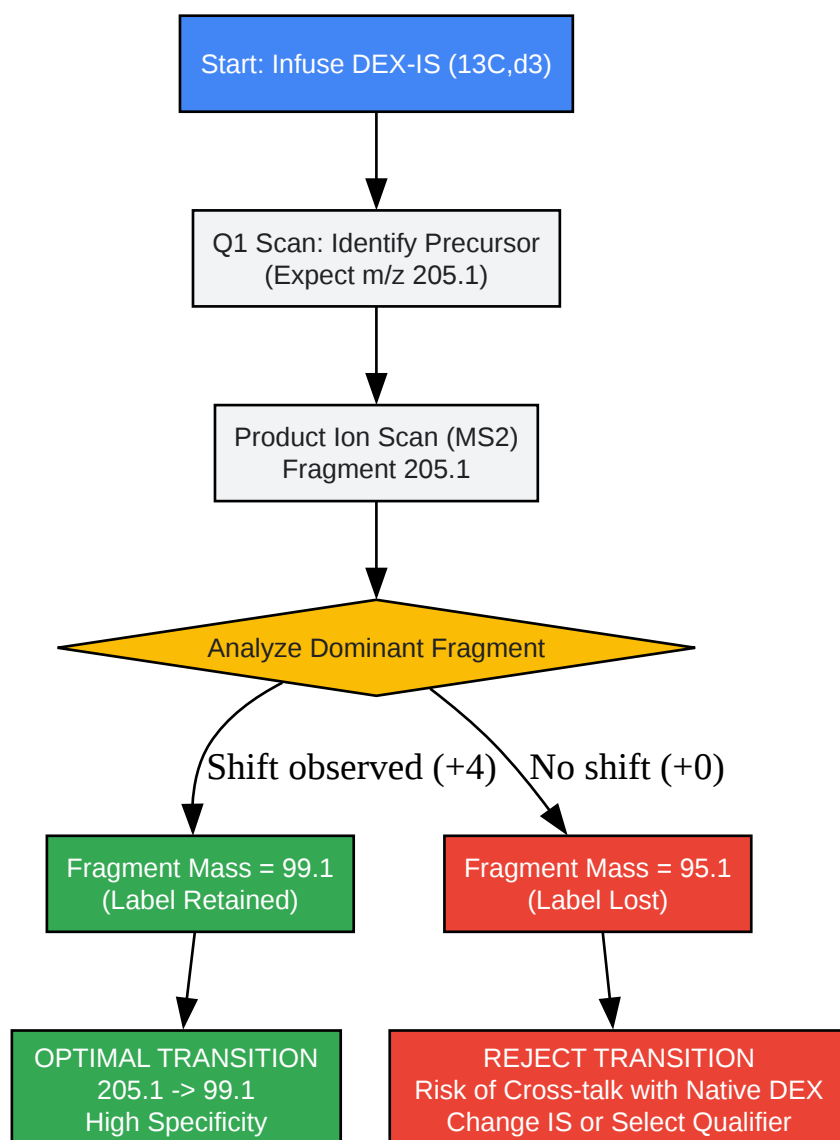 Start: Infuse DEX-IS (13C,d3)
Q1 Scan: Identify Precursor
(Expect m/z 205.1)
Product Ion Scan (MS2)
Fragment 205.1
Analyze Dominant Fragment
Shift observed (+4)
No shift (+0)
Fragment Mass = 99.1
(Label Retained)
Fragment Mass = 95.1
(Label Lost)
OPTIMAL TRANSITION
205.1 -> 99.1
High Specificity
REJECT TRANSITION
Risk of Cross-talk with Native DEX
Change IS or Select Qualifier